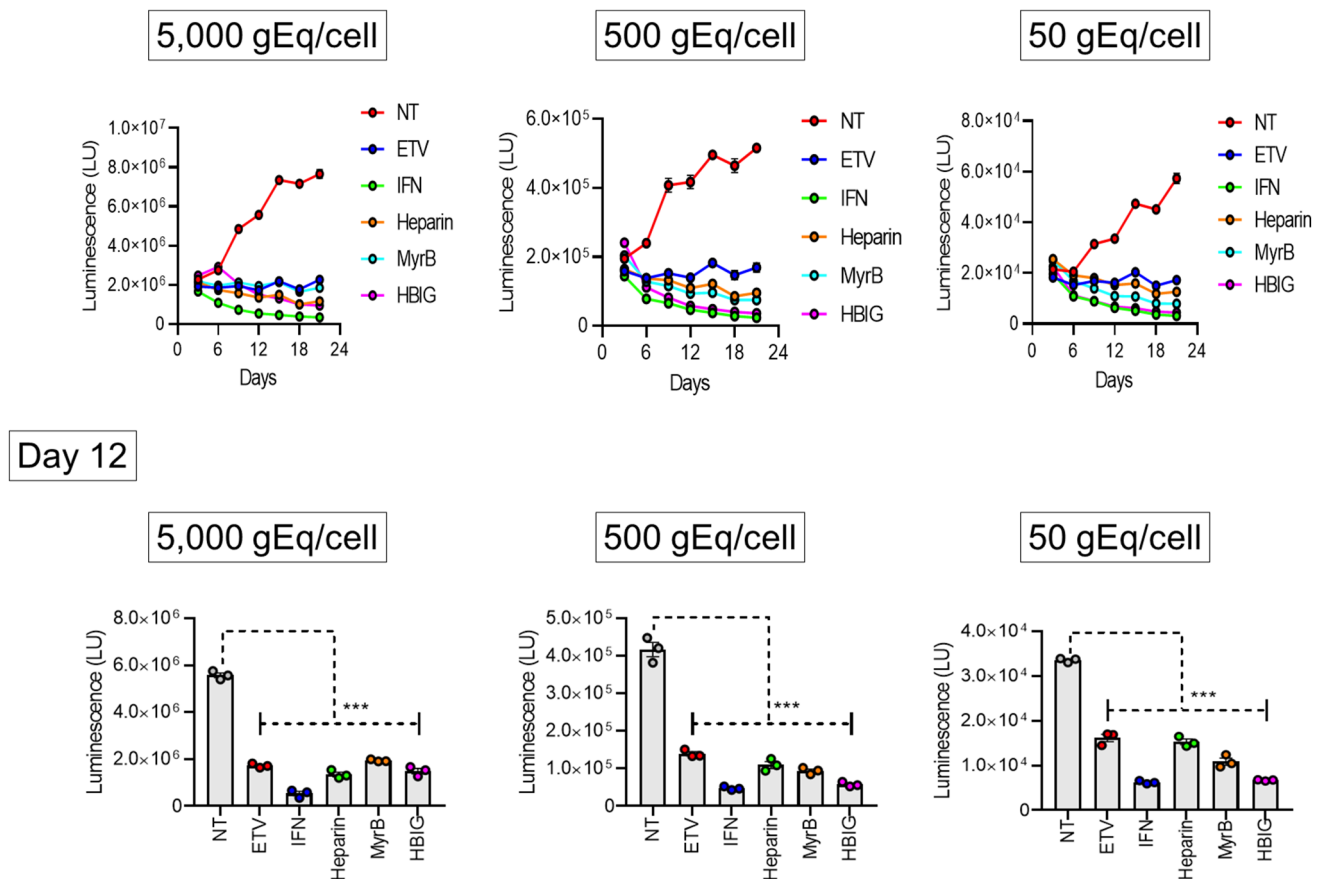 5,000 gEq/cell
Luminescence (LU)
1.0×10⁷
8.0×10⁶
6.0×10⁶
4.0×10⁶
2.0×10⁶
0
0 6 12 18 24
Days
NT
ETV
IFN
Heparin
MyrB
HBIG
500 gEq/cell
Luminescence (LU)
6.0×10⁵
4.0×10⁵
2.0×10⁵
0
0 6 12 18 24
Days
NT
ETV
IFN
Heparin
MyrB
HBIG
50 gEq/cell
Luminescence (LU)
8.0×10⁴
6.0×10⁴
4.0×10⁴
2.0×10⁴
0
0 6 12 18 24
Days
NT
ETV
IFN
Heparin
MyrB
HBIG
Day 12
5,000 gEq/cell
Luminescence (LU)
8.0×10⁶
6.0×10⁶
4.0×10⁶
2.0×10⁶
0
***
NT ETV IFN Heparin MyrB HBIG
500 gEq/cell
Luminescence (LU)
5.0×10⁵
4.0×10⁵
3.0×10⁵
2.0×10⁵
1.0×10⁵
0
***
NT ETV IFN Heparin MyrB HBIG
50 gEq/cell
Luminescence (LU)
4.0×10⁴
3.0×10⁴
2.0×10⁴
1.0×10⁴
0
***
NT ETV IFN Heparin MyrB HBIG